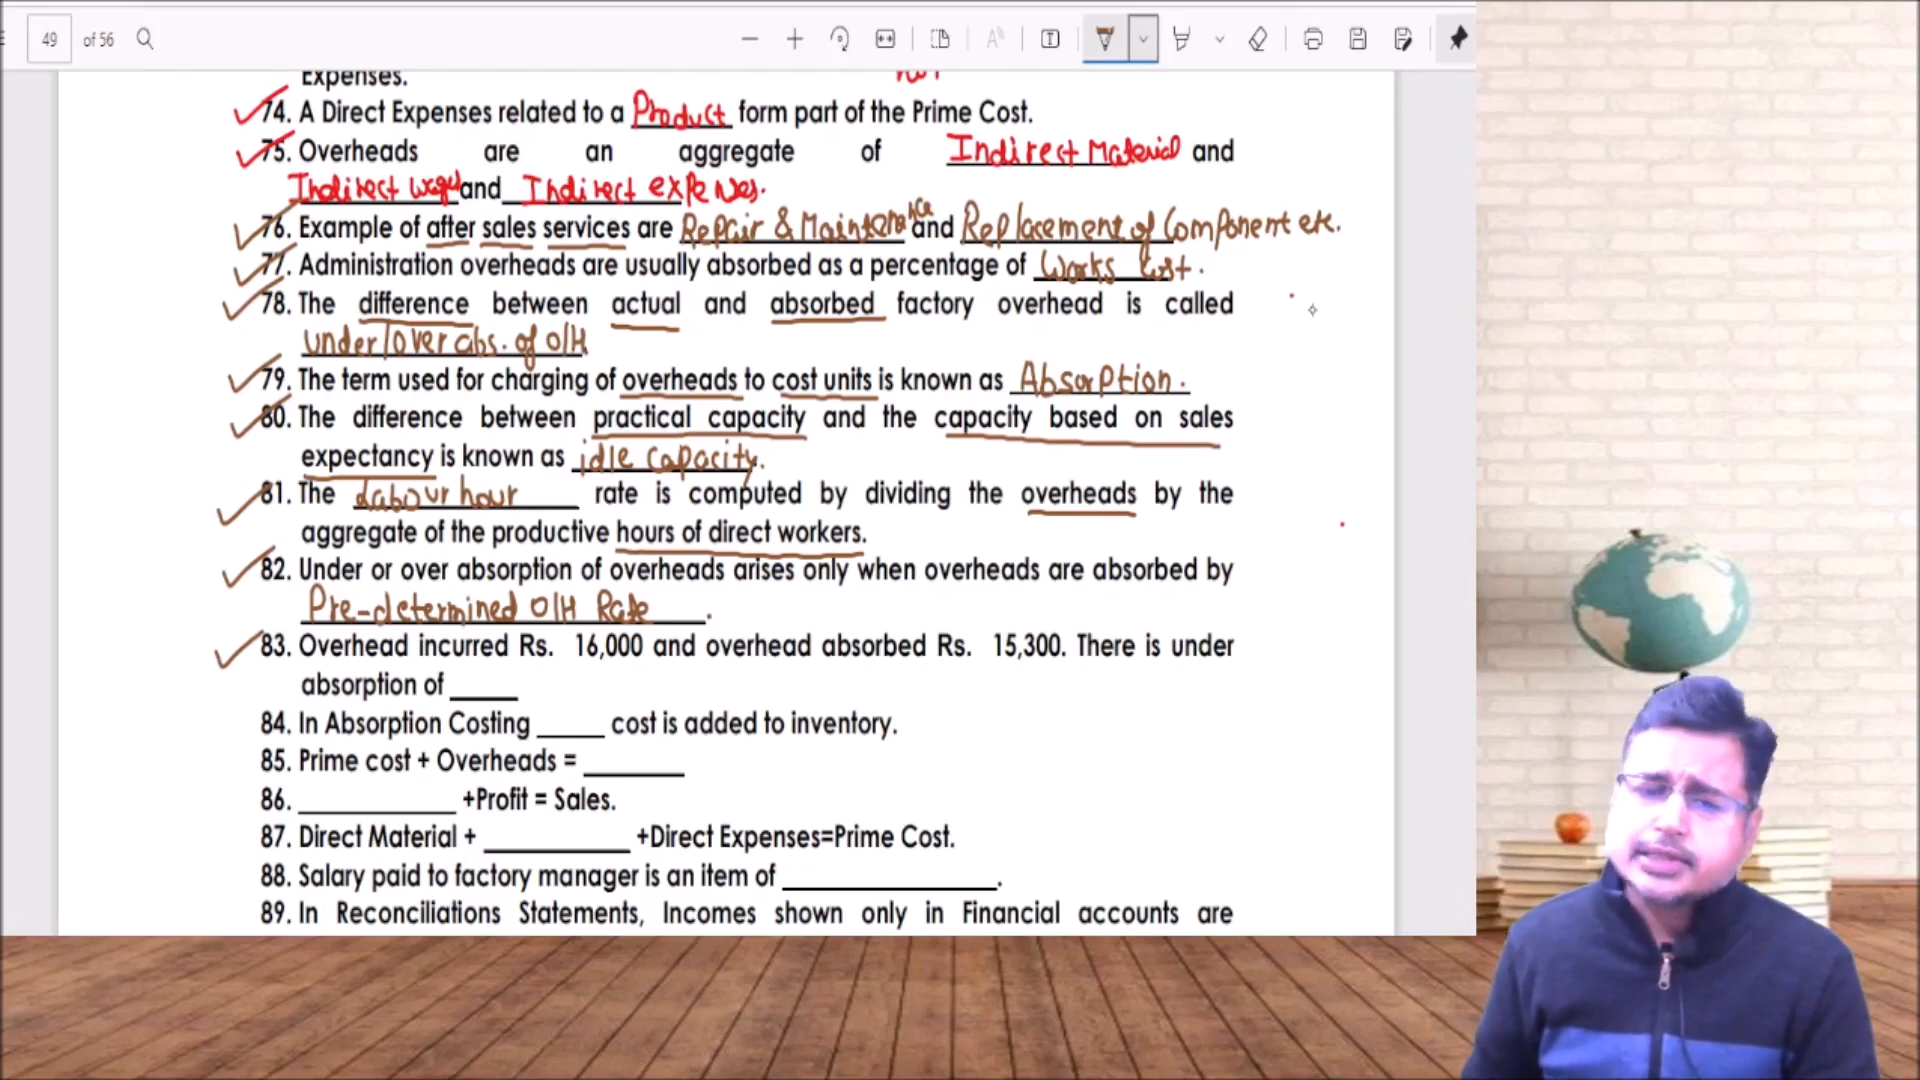 49 of 56
Expenses.
74. A Direct Expenses related to a Product form part of the Prime Cost.
75. Overheads are an aggregate of Indirect Material and
Indirect wages and Indirect expenses.
76. Example of after sales services are Repair & Maintenance and Replacement of Component etc.
77. Administration overheads are usually absorbed as a percentage of Works Cost.
78. The difference between actual and absorbed factory overhead is called
under/over abs. of O/H
79. The term used for charging of overheads to cost units is known as Absorption.
80. The difference between practical capacity and the capacity based on sales
expectancy is known as idle capacity.
81. The Labour hour rate is computed by dividing the overheads by the
aggregate of the productive hours of direct workers.
82. Under or over absorption of overheads arises only when overheads are absorbed by
Pre-determined O/H Rate.
83. Overhead incurred Rs. 16,000 and overhead absorbed Rs. 15,300. There is under
absorption of _____
84. In Absorption Costing _____ cost is added to inventory.
85. Prime cost + Overheads = _______
86. ___________ +Profit = Sales.
87. Direct Material + __________ +Direct Expenses=Prime Cost.
88. Salary paid to factory manager is an item of _______________.
89. In Reconciliations Statements, Incomes shown only in Financial accounts are